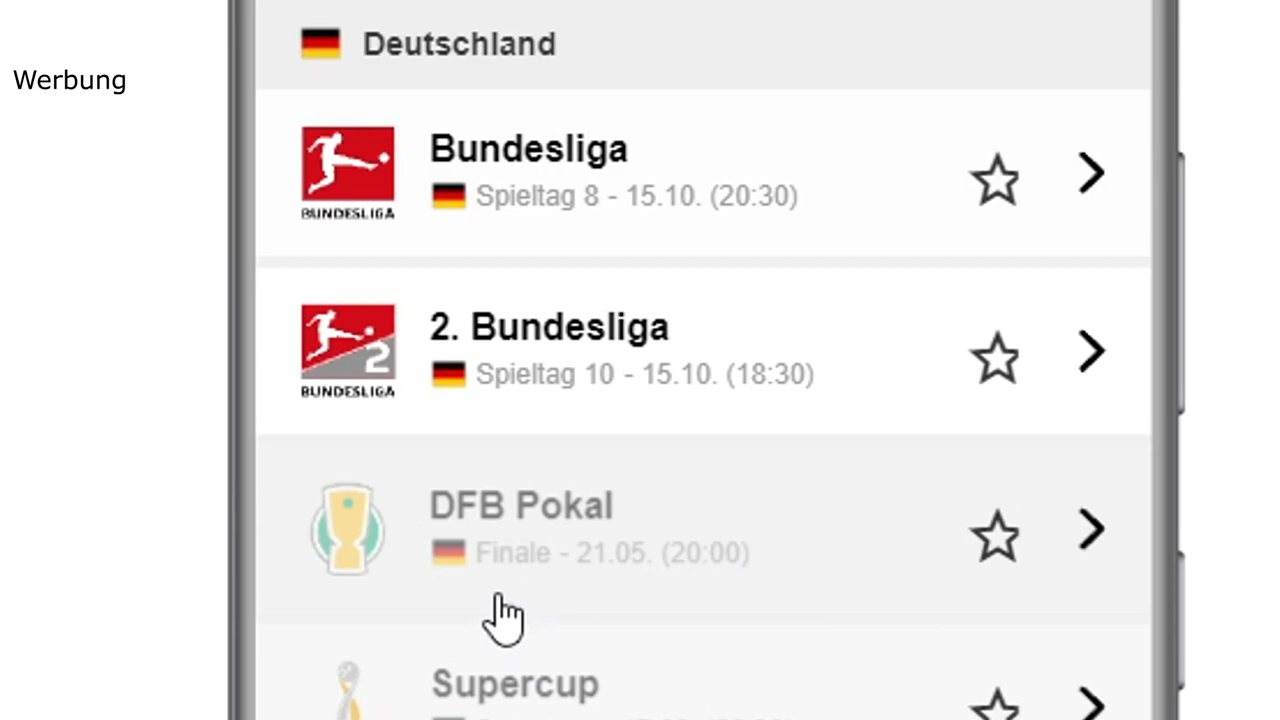 Deutschland
Werbung
Bundesliga
Spieltag 8 - 15.10. (20:30)
BUNDESLIGA
2. Bundesliga
2
Spieltag 10 - 15.10. (18:30)
BUNDESLIGA
DFB Pokal
Finale - 21.05. (20:00)
Supercup